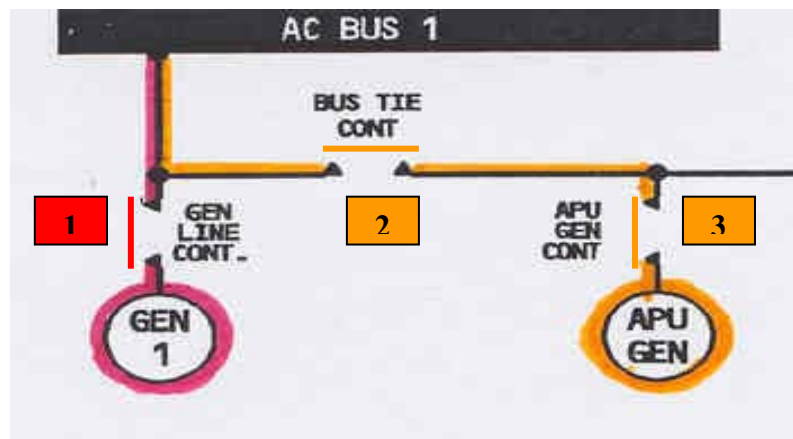 AC BUS 1
BUS TIE
CONT
1
GEN
LINE
CONT.
2
APU
GEN
CONT
3
GEN
1
APU
GEN